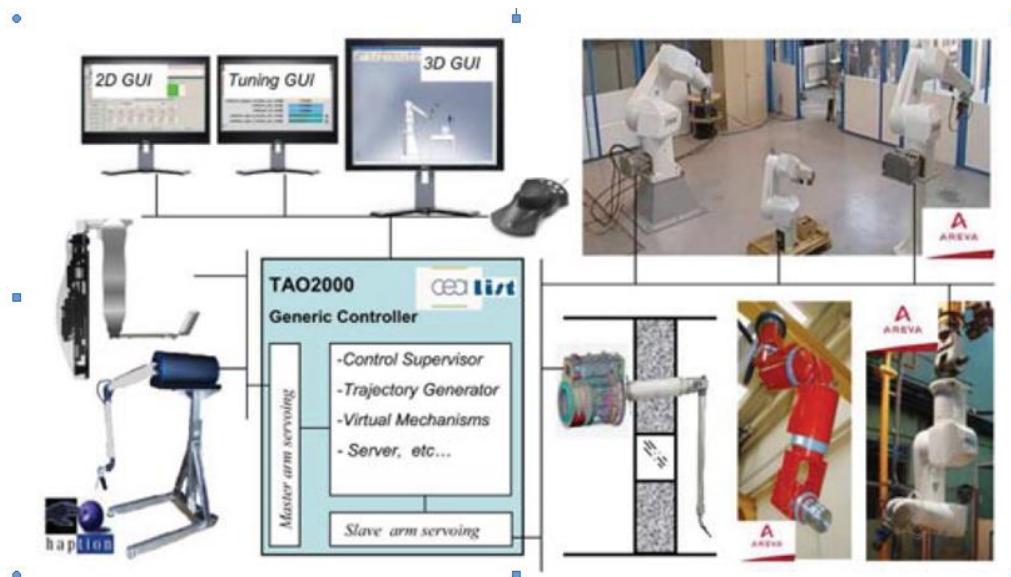 2D GUI
Tuning GUI
3D GUI
AREVA
TAO2000
cea list
Generic Controller
-Control Supervisor
-Trajectory Generator
-Virtual Mechanisms
- Server, etc…
Master arm servoing
Slave arm servoing
haption
AREVA
AREVA